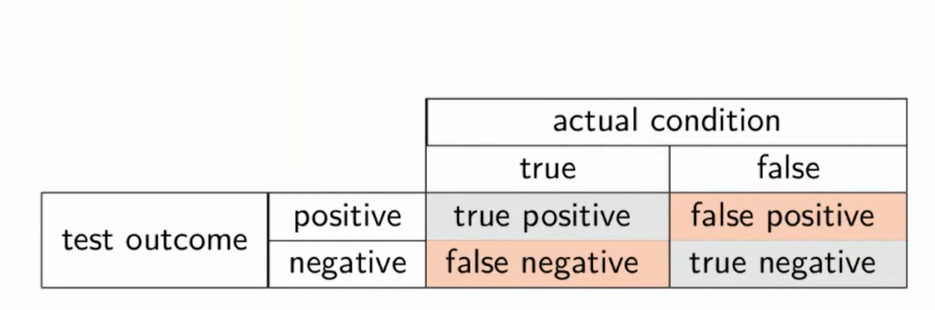 actual condition
true false
test outcome
positive true positive false positive
negative false negative true negative